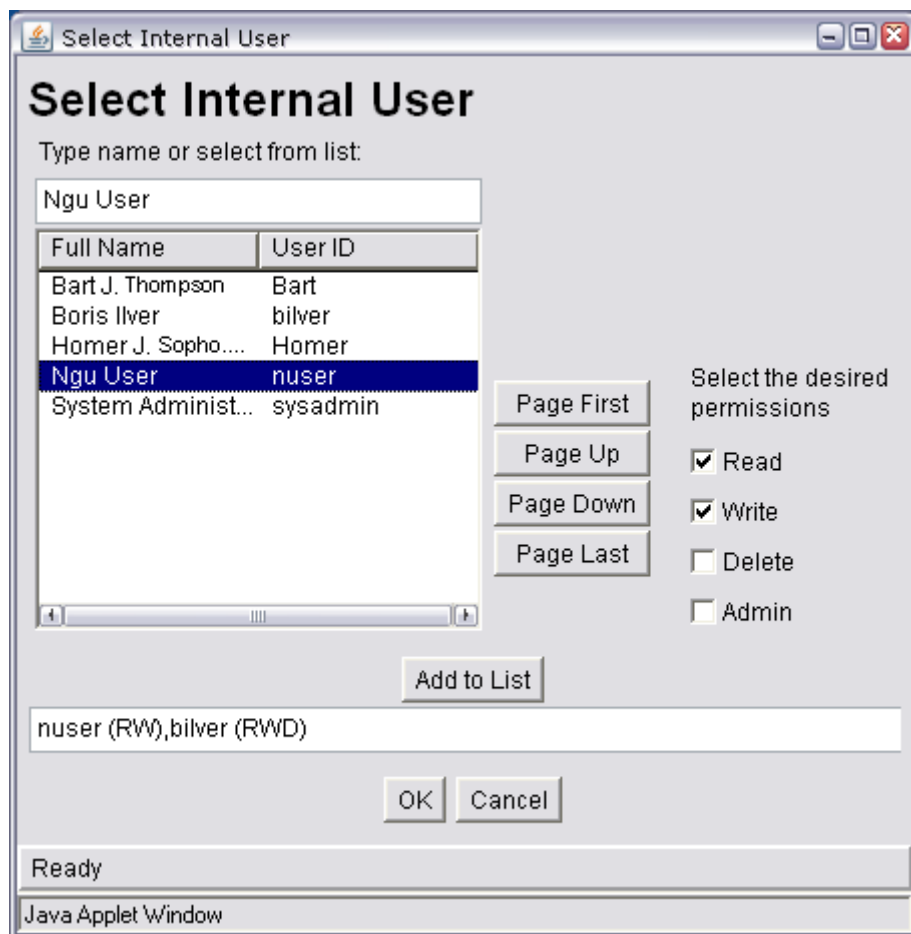 Select Internal User
Select Internal User
Type name or select from list:
Ngu User
Full Name User ID
Bart J. Thompson Bart
Boris Ilver bilver
Homer J. Sopho.... Homer
Ngu User nuser
System Administ... sysadmin
Page First
Page Up
Page Down
Page Last
Select the desired
permissions
Read
Write
Delete
Admin
Add to List
nuser (RW),bilver (RWD)
OK Cancel
Ready
Java Applet Window